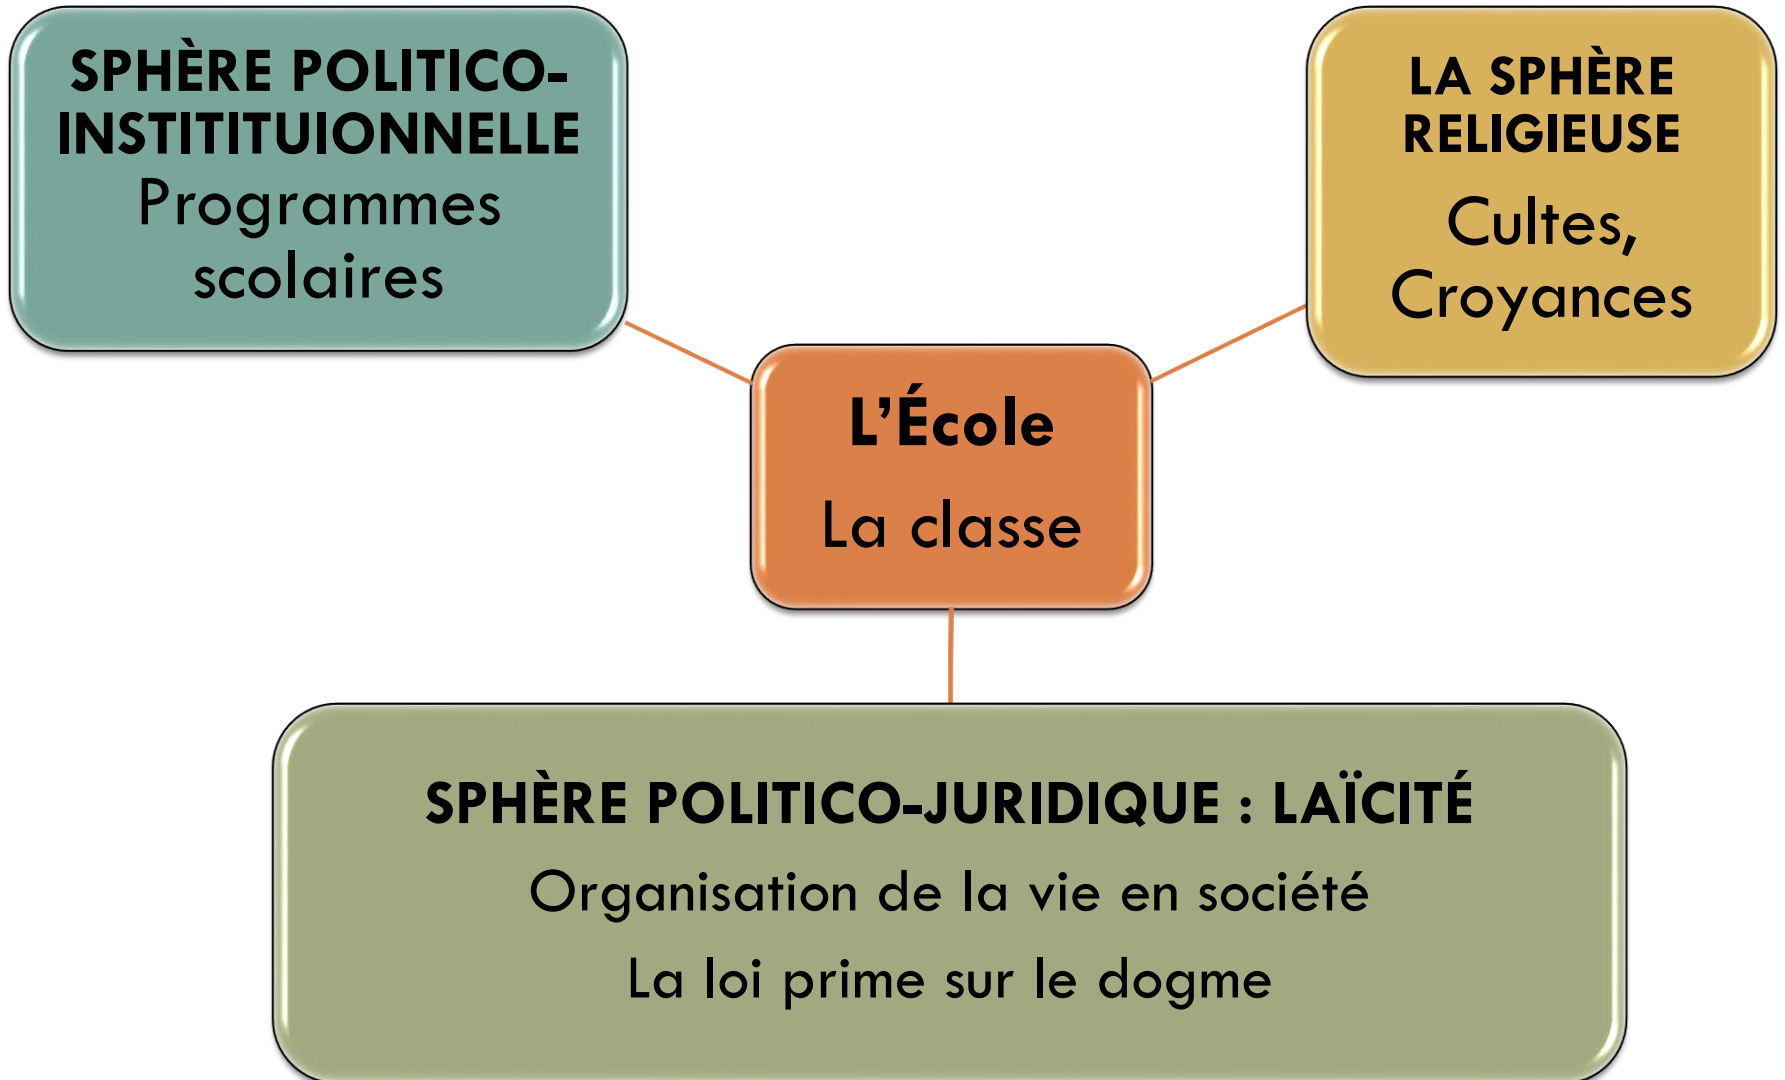 SPHÈRE POLITICO-
INSTITITUIONNELLE
Programmes
scolaires
LA SPHÈRE
RELIGIEUSE
Cultes,
Croyances
L’École
La classe
SPHÈRE POLITICO-JURIDIQUE : LAÏCITÉ
Organisation de la vie en société
La loi prime sur le dogme